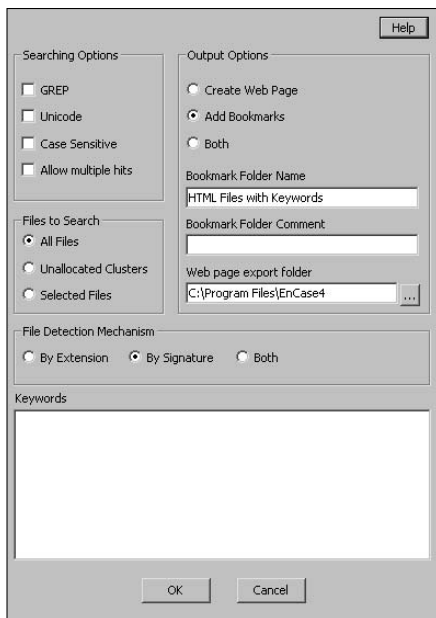 Help
Searching Options
GREP
Unicode
Case Sensitive
Allow multiple hits
Output Options
Create Web Page
Add Bookmarks
Both
Bookmark Folder Name
HTML Files with Keywords
Bookmark Folder Comment
Web page export folder
C:\Program Files\EnCase4
...
Files to Search
All Files
Unallocated Clusters
Selected Files
File Detection Mechanism
By Extension
By Signature
Both
Keywords
OK
Cancel